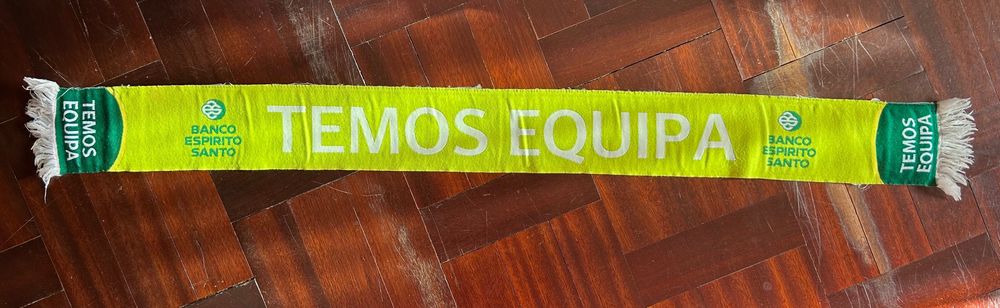 TEMOS
EQUIPA
BANCO
ESPIRITO
SANTO
TEMOS EQUIPA
BANCO
ESPIRITO
SANTO
TEMOS
EQUIPA